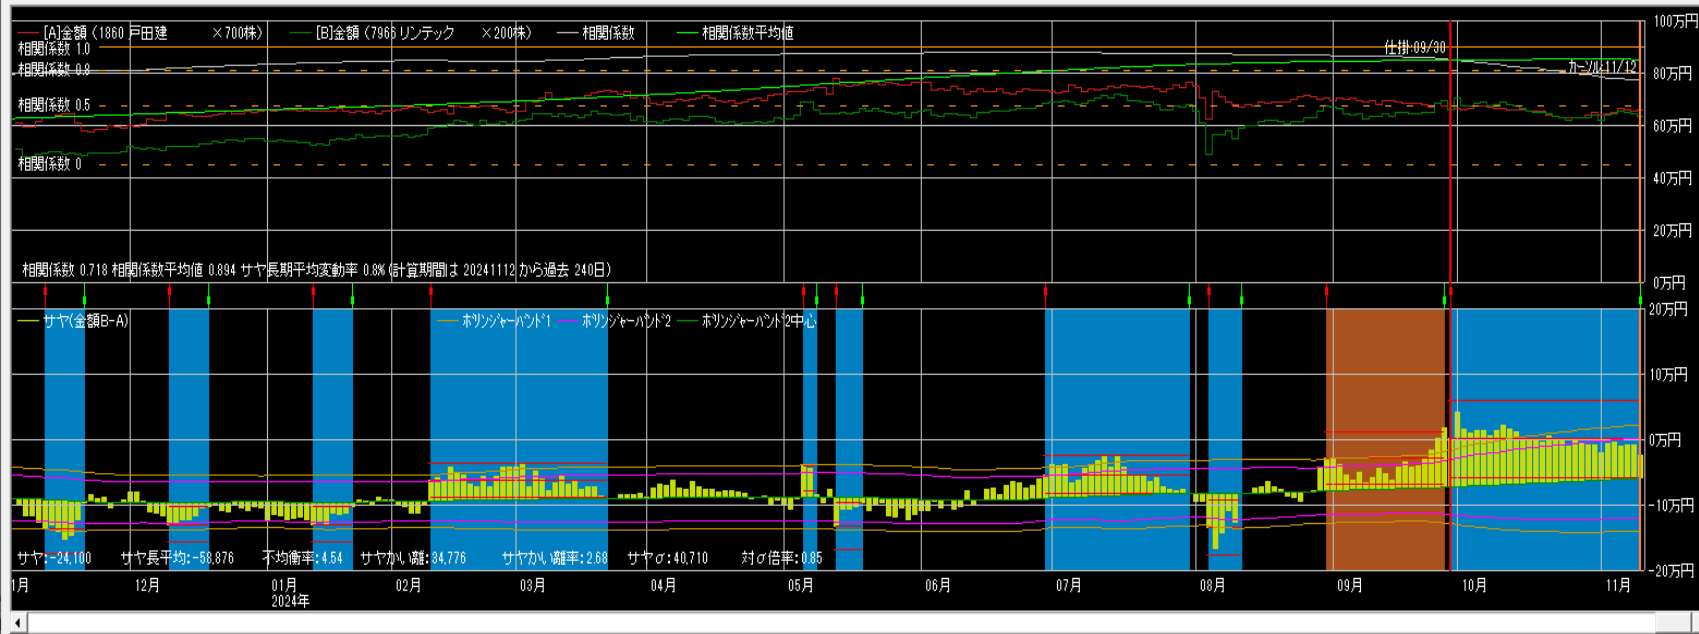 [A]金額（1860 戸田建 ×700株） [B]金額（7966 リンテック ×200株） 相関係数 相関係数平均値 100万円
相関係数 1.0 仕掛:09/30
相関係数 0.8 カーソル:11/12 80万円
相関係数 0.5
60万円
相関係数 0
40万円
20万円
相関係数 0.718 相関係数平均値 0.894 サヤ長期平均変動率 0.8%(計算期間は 20241112 から過去 240日)
0万円
サヤ(金額B-A) ボリンジャーバンド1 ボリンジャーバンド2 ボリンジャーバンド2中心 20万円
10万円
0万円
-10万円
サヤ:-24,100 サヤ長平均:-58,876 不均衡率:4.54 サヤかい離:34,776 サヤかい離率:2.68 サヤσ:40,710 対σ倍率:0.85
-20万円
1月 12月 01月 02月 03月 04月 05月 06月 07月 08月 09月 10月 11月
2024年